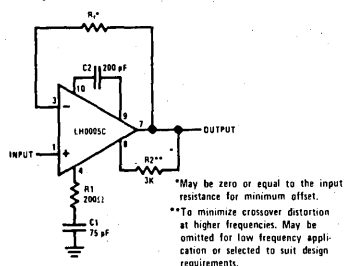 R₁*
C2
200 pF
10
3
9
LH0005C
7
OUTPUT
INPUT
1
8
R2**
4
3K
R1
200Ω
C1
75 pF
*May be zero or equal to the input
resistance for minimum offset.
**To minimize crossover distortion
at higher frequencies. May be
omitted for low frequency appli-
cation or selected to suit design
requirements.